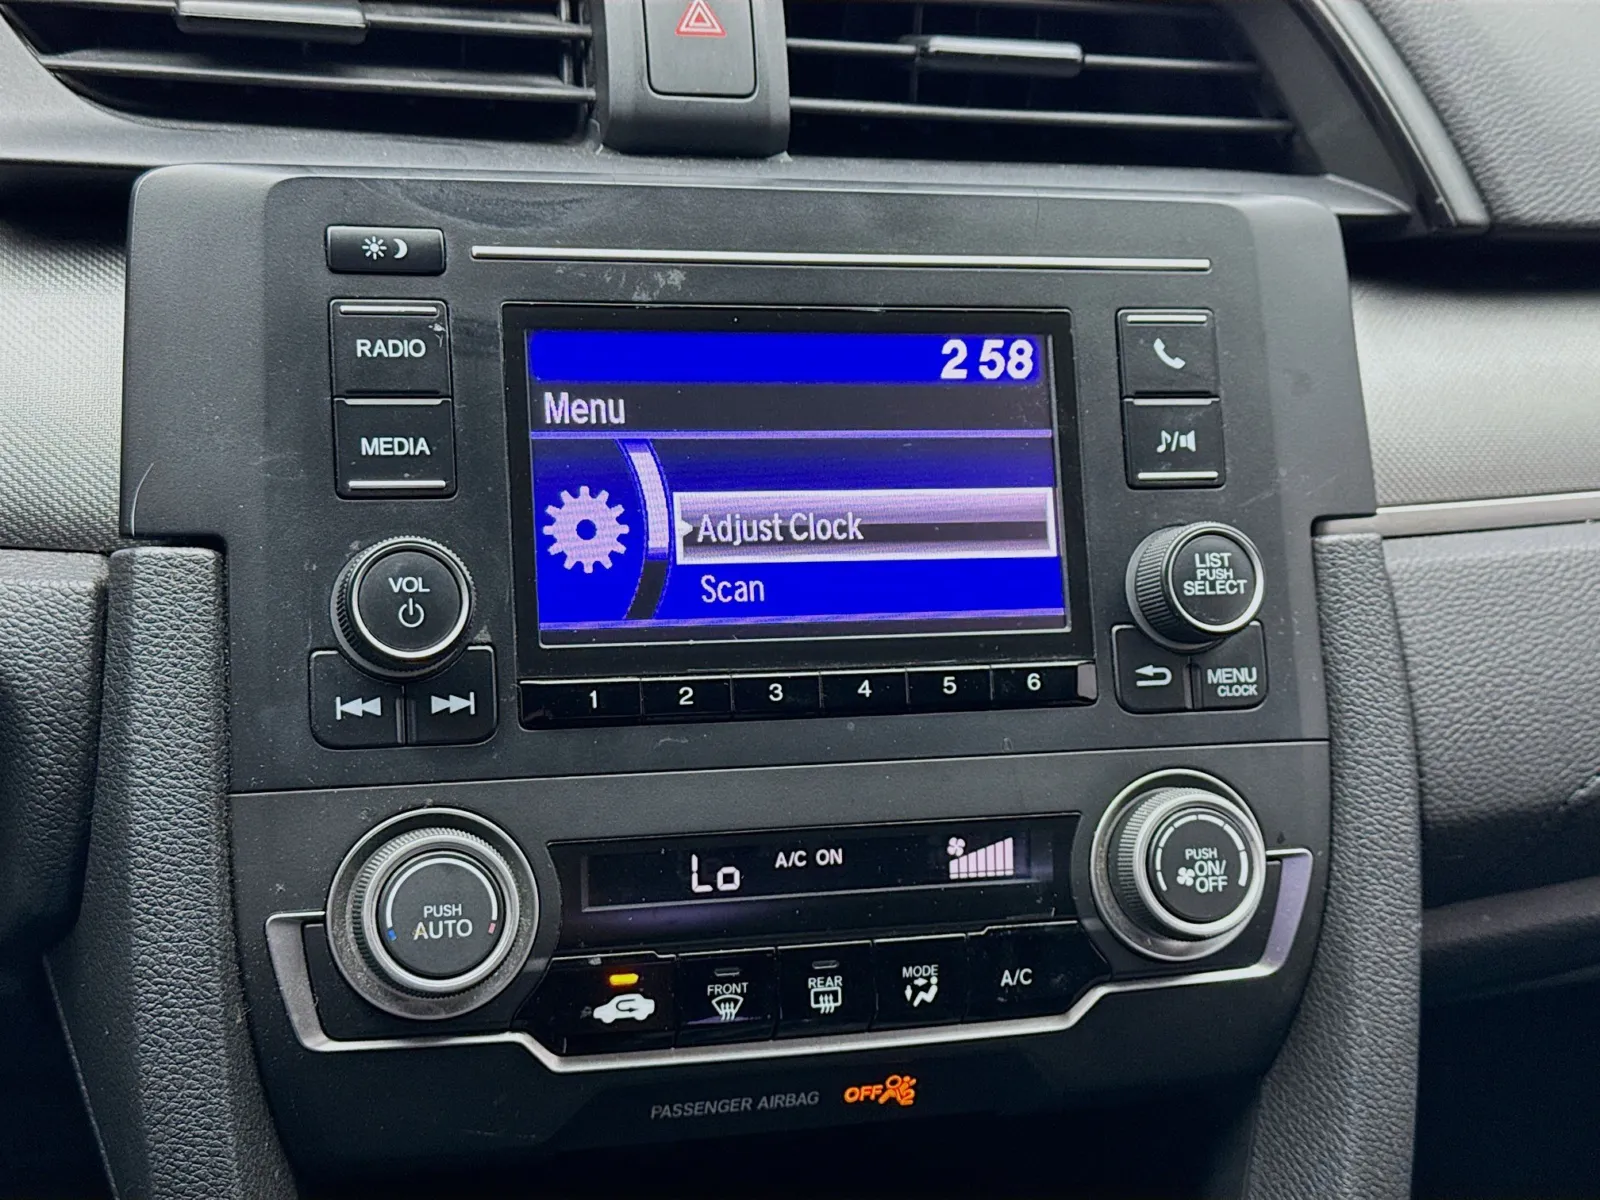 2 58
RADIO
Menu
MEDIA
Adjust Clock
LIST
PUSH
SELECT
VOL
Scan
MENU
CLOCK
1 2 3 4 5 6
Lo A/C ON
PUSH
ON/
OFF
PUSH
AUTO
FRONT
REAR
MODE
A/C
PASSENGER AIRBAG OFF 2